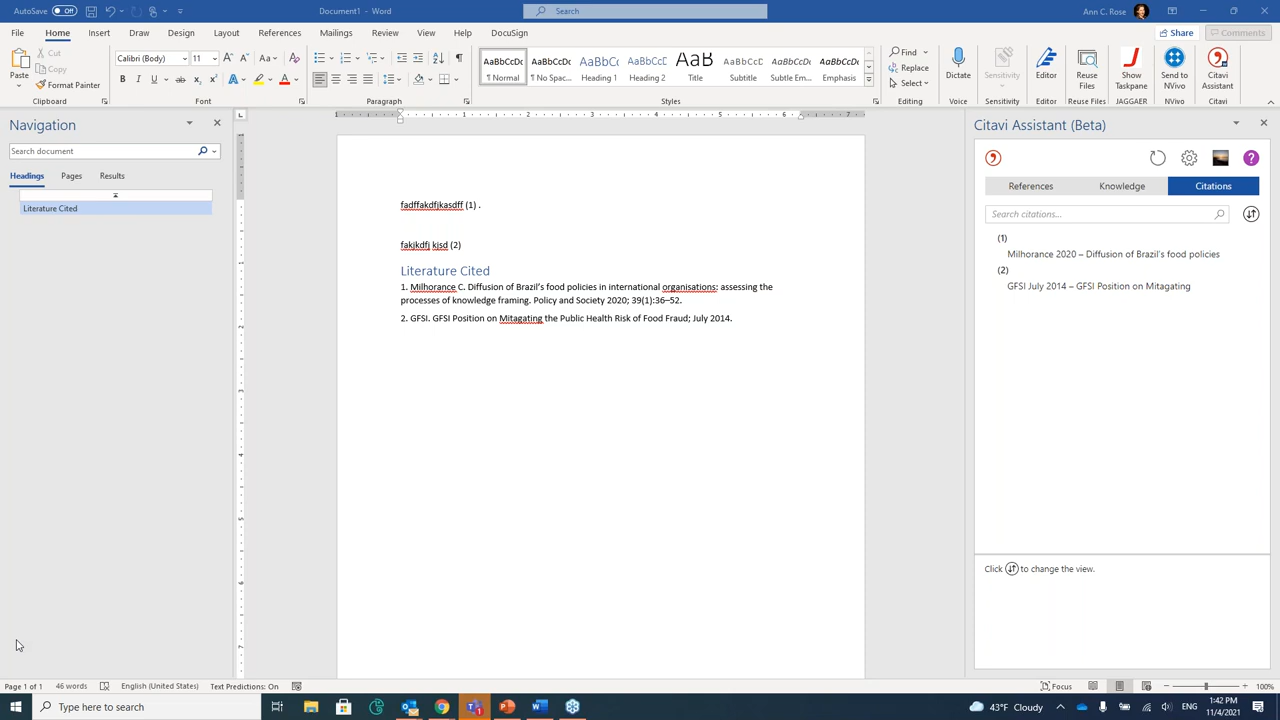 AutoSave Off
Document1 - Word
Search
Ann C. Rose
File Home Insert Draw Design Layout References Mailings Review View Help DocuSign
Share Comments
Paste
Cut
Copy
Format Painter
Clipboard
Calibri (Body) 11
Font
Paragraph
AaBbCcDc AaBbCcDc AaBbCc AaBbCcD AaB AaBbCcD AaBbCcDc AaBbCcDc
¶ Normal ¶ No Spac... Heading 1 Heading 2 Title Subtitle Subtle Em... Emphasis
Styles
Find
Replace
Select
Editing
Dictate
Voice
Sensitivity
Sensitivity
Editor
Editor
Reuse Files
Reuse Files
Show Taskpane
JAGGAER
Send to NVivo
NVivo
Citavi Assistant
Citavi
Navigation
Search document
Headings Pages Results
Literature Cited
fadffakdfjkasdff (1) .
fakjkdfj kjsd (2)
Literature Cited
1. Milhorance C. Diffusion of Brazil's food policies in international organisations: assessing the
processes of knowledge framing. Policy and Society 2020; 39(1):36–52.
2. GFSI. GFSI Position on Mitagating the Public Health Risk of Food Fraud; July 2014.
Citavi Assistant (Beta)
References Knowledge Citations
Search citations...
(1)
Milhorance 2020 – Diffusion of Brazil's food policies
(2)
GFSI July 2014 – GFSI Position on Mitagating
Click to change the view.
Page 1 of 1 46 words English (United States) Text Predictions: On
Focus 100%
Type here to search
43°F Cloudy
1:42 PM
11/4/2021